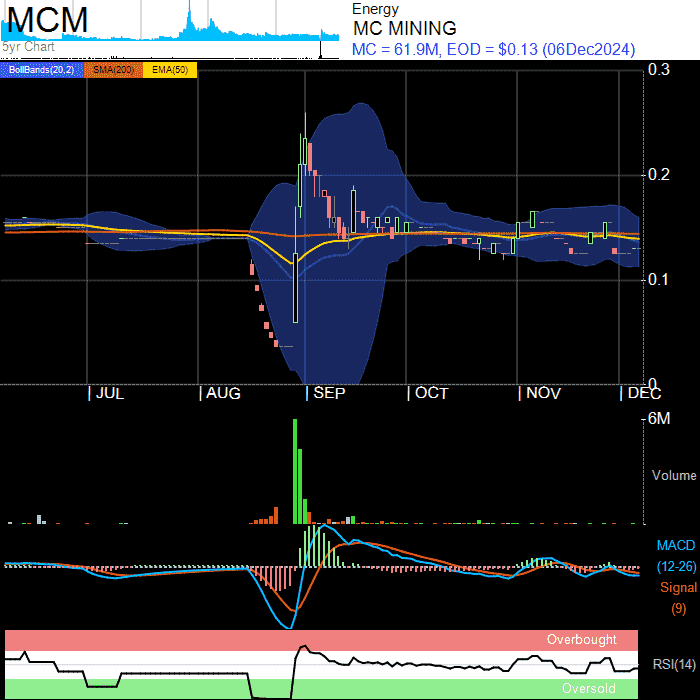 MCM
5yr Chart
Energy
MC MINING
MC = 61.9M, EOD = $0.13 (06Dec2024)
BollBands(20,2) SMA(200) EMA(50)
0.3
0.2
0.1
0
JUL AUG SEP OCT NOV DEC
6M
Volume
MACD
(12-26)
Signal
(9)
Overbought
RSI(14)
Oversold